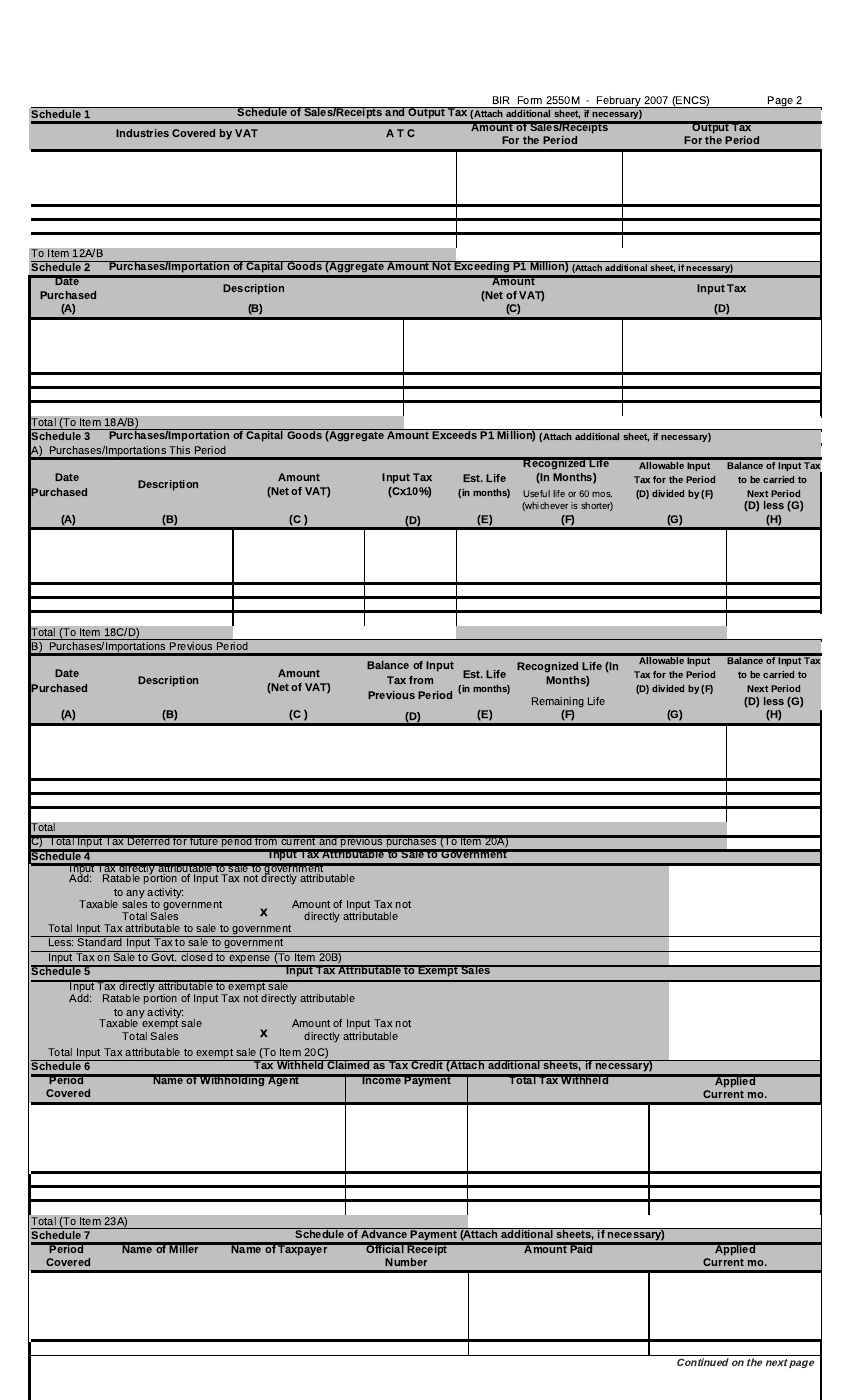 BIR Form 2550M - February 2007 (ENCS) Page 2
Schedule 1 Schedule of Sales/Receipts and Output Tax (Attach additional sheet, if necessary)
Industries Covered by VAT A T C Amount of Sales/Receipts Output Tax
For the Period For the Period
To Item 12A/B
Schedule 2 Purchases/Importation of Capital Goods (Aggregate Amount Not Exceeding P1 Million) (Attach additional sheet, if necessary)
Date Description Amount Input Tax
Purchased (Net of VAT)
(A) (B) (C) (D)
Total (To Item 18A/B)
Schedule 3 Purchases/Importation of Capital Goods (Aggregate Amount Exceeds P1 Million) (Attach additional sheet, if necessary)
A) Purchases/Importations This Period
Date Description Amount Input Tax Est. Life Recognized Life Allowable Input Balance of Input Tax
Purchased (Net of VAT) (Cx10%) (in months) (In Months) Tax for the Period to be carried to
Useful life or 60 mos. (D) divided by (F) Next Period
(whichever is shorter) (D) less (G)
(A) (B) (C ) (D) (E) (F) (G) (H)
Total (To Item 18C/D)
B) Purchases/Importations Previous Period
Date Description Amount Balance of Input Est. Life Recognized Life (In Allowable Input Balance of Input Tax
Purchased (Net of VAT) Tax from (in months) Months) Tax for the Period to be carried to
Previous Period Remaining Life (D) divided by (F) Next Period
(D) less (G)
(A) (B) (C ) (D) (E) (F) (G) (H)
Total
C) Total Input Tax Deferred for future period from current and previous purchases (To Item 20A)
Schedule 4 Input Tax Attributable to Sale to Government
Input Tax directly attributable to sale to government
Add: Ratable portion of Input Tax not directly attributable
to any activity:
Taxable sales to government x Amount of Input Tax not
Total Sales directly attributable
Total Input Tax attributable to sale to government
Less: Standard Input Tax to sale to government
Input Tax on Sale to Govt. closed to expense (To Item 20B)
Schedule 5 Input Tax Attributable to Exempt Sales
Input Tax directly attributable to exempt sale
Add: Ratable portion of Input Tax not directly attributable
to any activity:
Taxable exempt sale x Amount of Input Tax not
Total Sales directly attributable
Total Input Tax attributable to exempt sale (To Item 20C)
Schedule 6 Tax Withheld Claimed as Tax Credit (Attach additional sheets, if necessary)
Period Name of Withholding Agent Income Payment Total Tax Withheld Applied
Covered Current mo.
Total (To Item 23A)
Schedule 7 Schedule of Advance Payment (Attach additional sheets, if necessary)
Period Name of Miller Name of Taxpayer Official Receipt Amount Paid Applied
Covered Number Current mo.
Continued on the next page